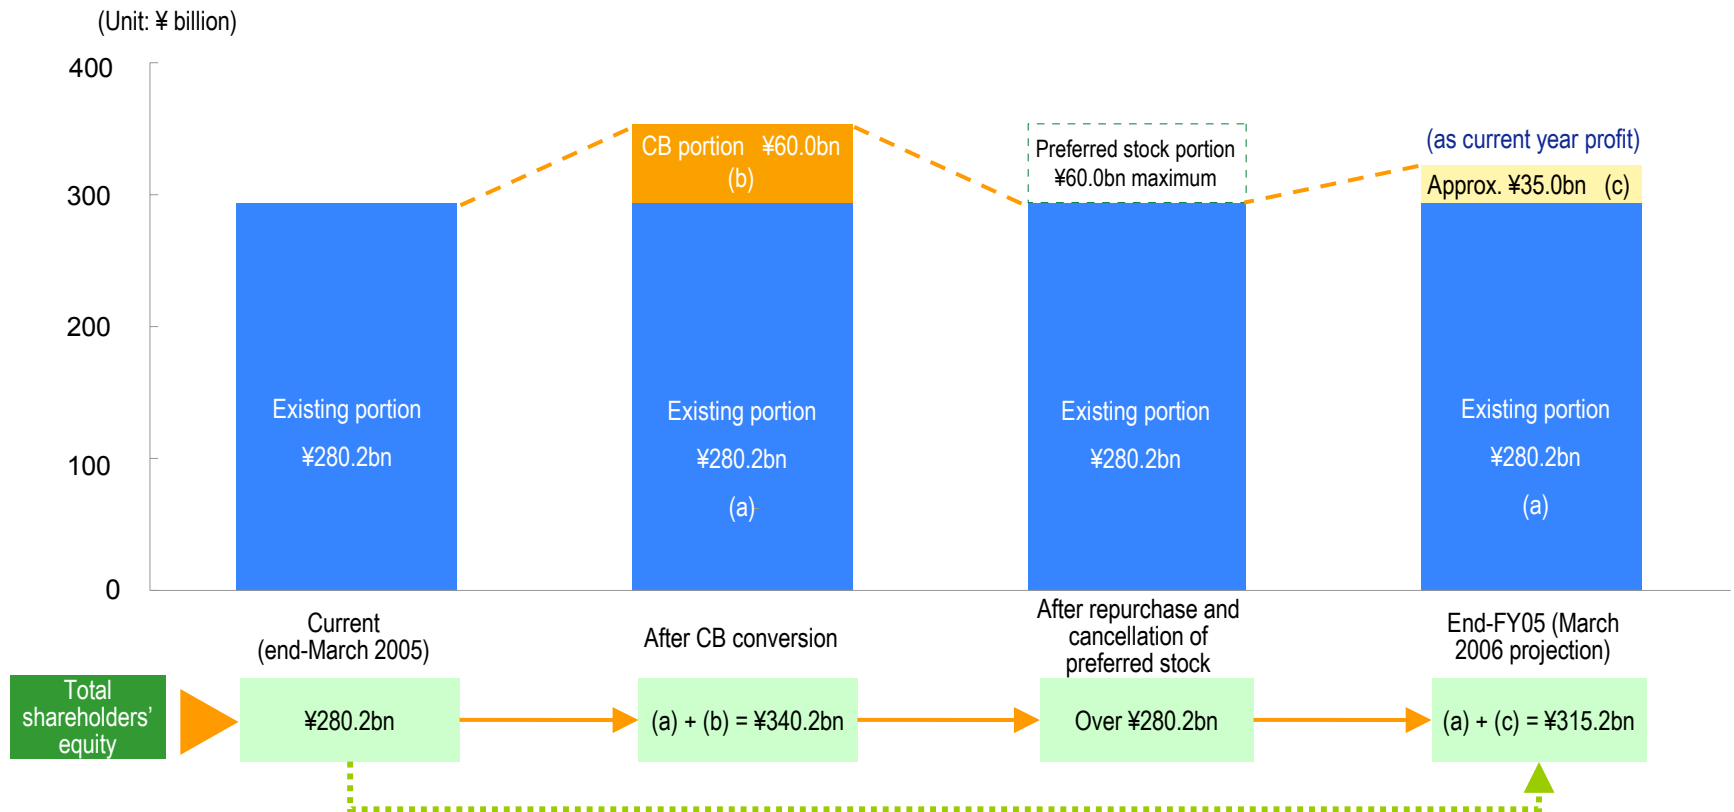 (Unit: ¥ billion)
400
300
200
100
0
CB portion ¥60.0bn
(b)
Preferred stock portion
¥60.0bn maximum
(as current year profit)
Approx. ¥35.0bn (c)
Existing portion
¥280.2bn
Existing portion
¥280.2bn
(a)
Existing portion
¥280.2bn
Existing portion
¥280.2bn
(a)
Current
(end-March 2005)
After CB conversion
After repurchase and
cancellation of
preferred stock
End-FY05 (March
2006 projection)
Total
shareholders’
equity
¥280.2bn
(a) + (b) = ¥340.2bn
Over ¥280.2bn
(a) + (c) = ¥315.2bn